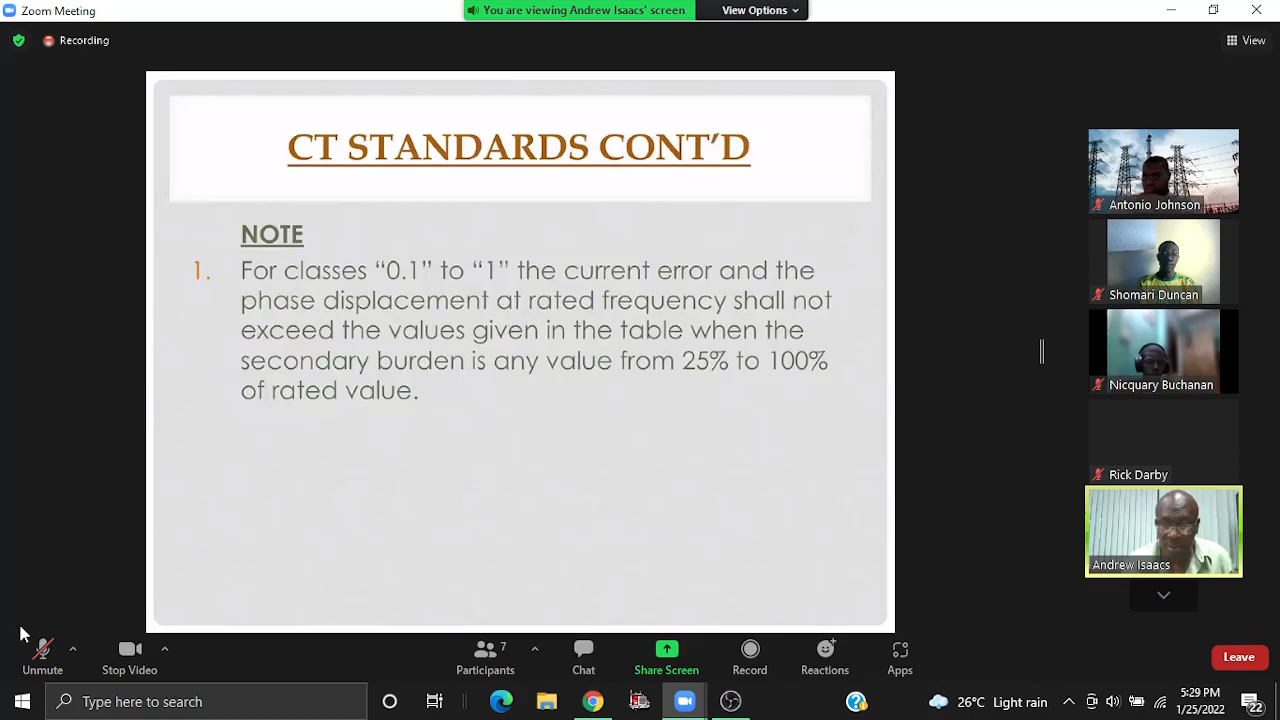 Zoom Meeting
You are viewing Andrew Isaacs' screen
View Options
Recording
View
CT STANDARDS CONT'D
NOTE
1. For classes “0.1” to “1” the current error and the
phase displacement at rated frequency shall not
exceed the values given in the table when the
secondary burden is any value from 25% to 100%
of rated value.
Antonio Johnson
Shomari Duncan
Nicquary Buchanan
Rick Darby
Andrew Isaacs
Unmute
Stop Video
Participants 7
Chat
Share Screen
Record
Reactions
Apps
Leave
Type here to search
26°C Light rain
5:29 PM
1/25/2022
22